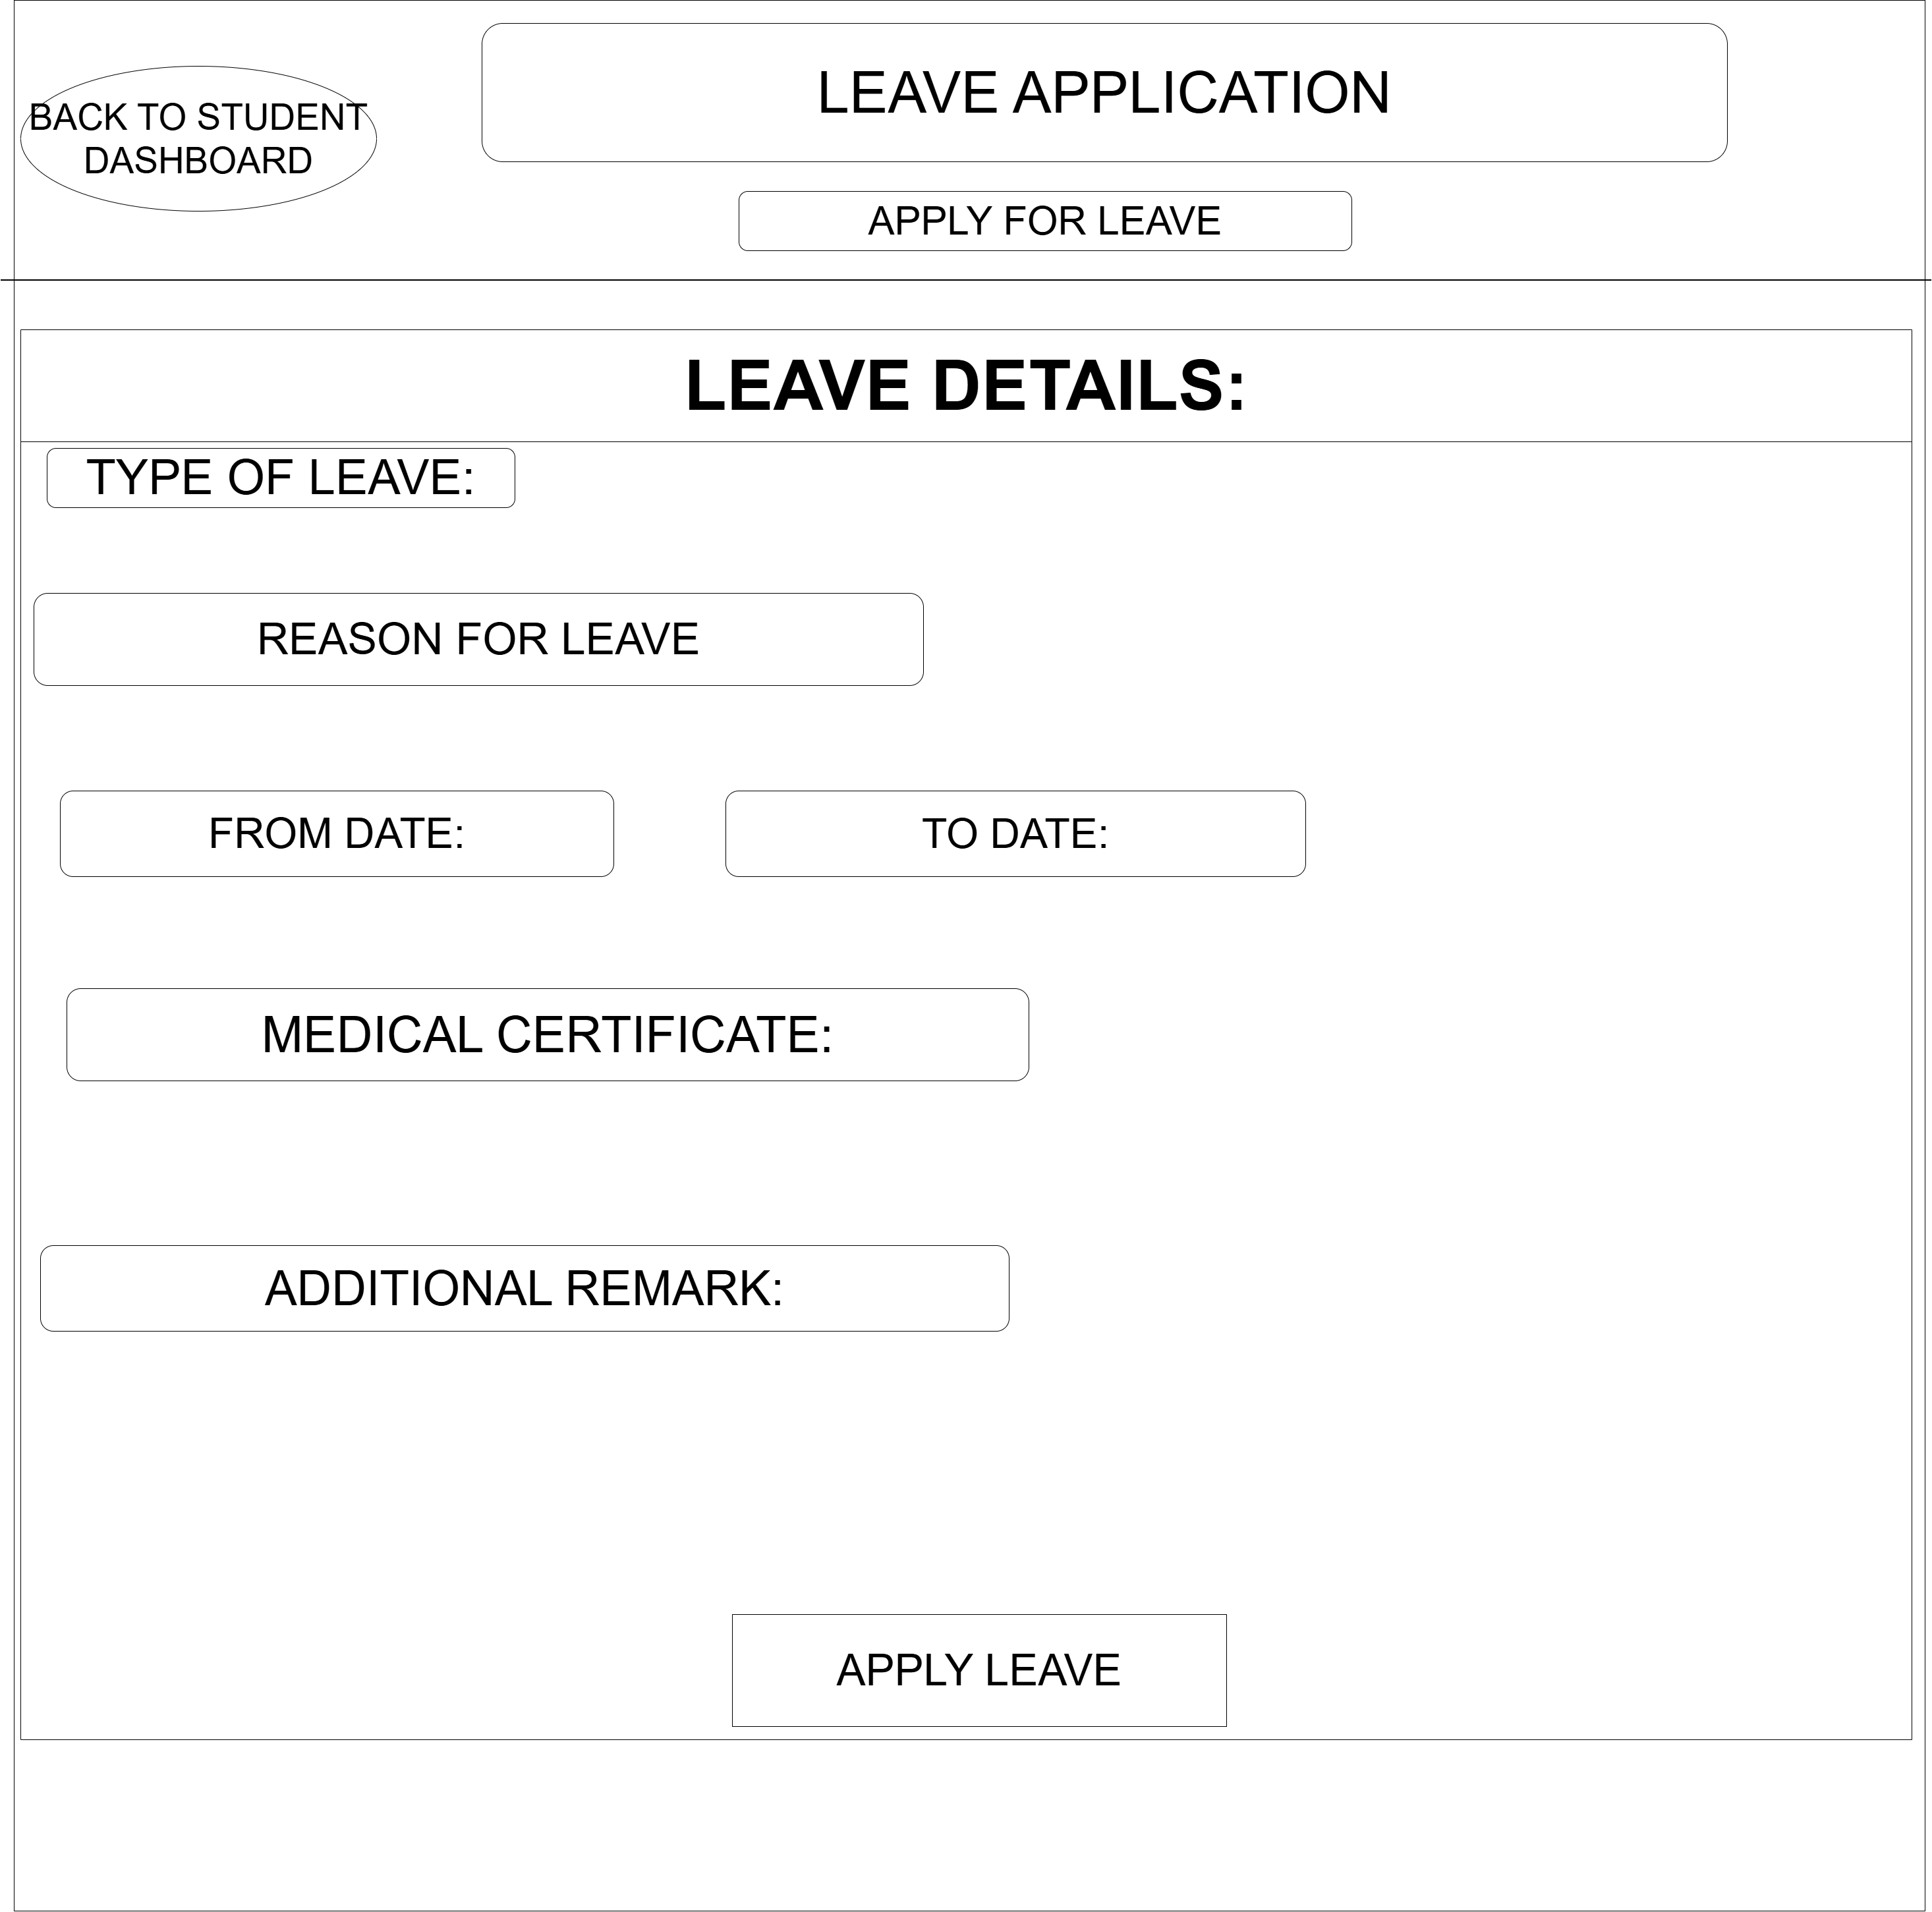 LEAVE APPLICATION
BACK TO STUDENT
DASHBOARD
APPLY FOR LEAVE
LEAVE DETAILS:
TYPE OF LEAVE:
REASON FOR LEAVE
FROM DATE:
TO DATE:
MEDICAL CERTIFICATE:
ADDITIONAL REMARK:
APPLY LEAVE